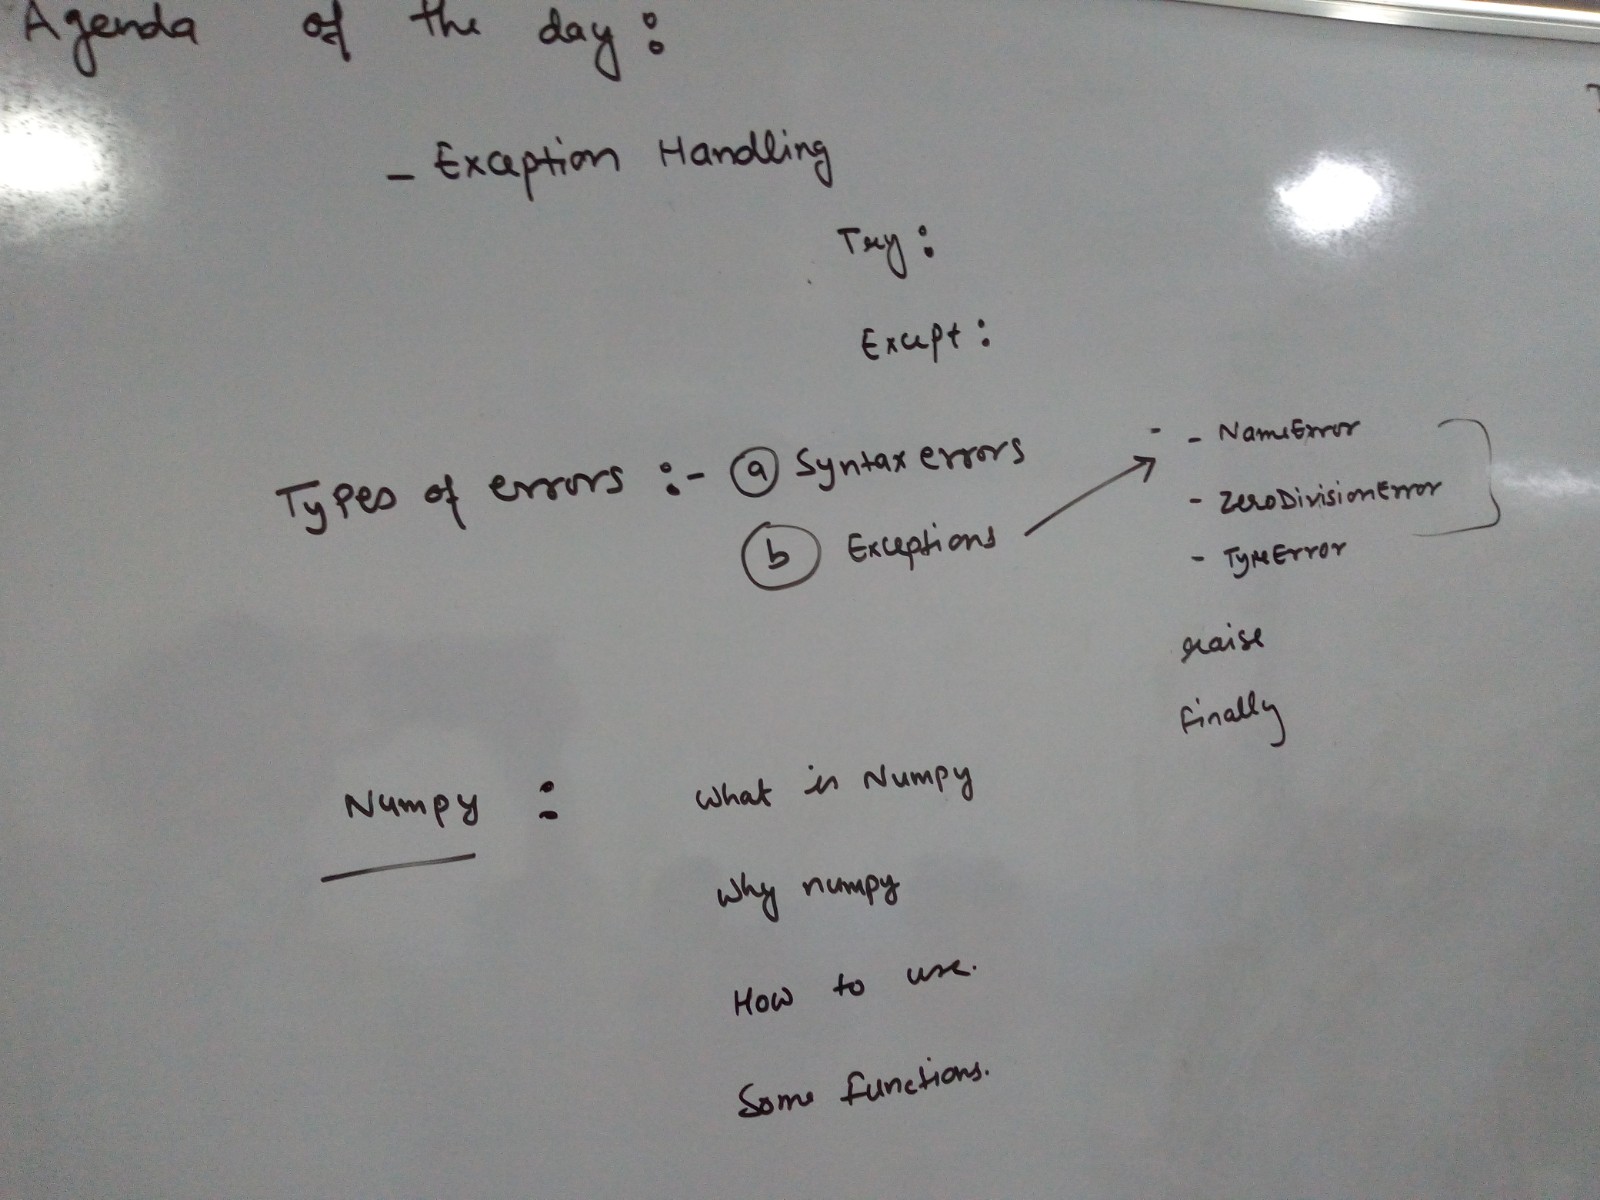 Agenda of the day :
- Exception Handling
Try :
Except :
Types of errors :- (a) Syntax errors
(b) Exceptions
- NameError
- ZeroDivisionError
- TypeError
raise
Finally
Numpy :
What is Numpy
Why numpy
How to use.
Some functions.